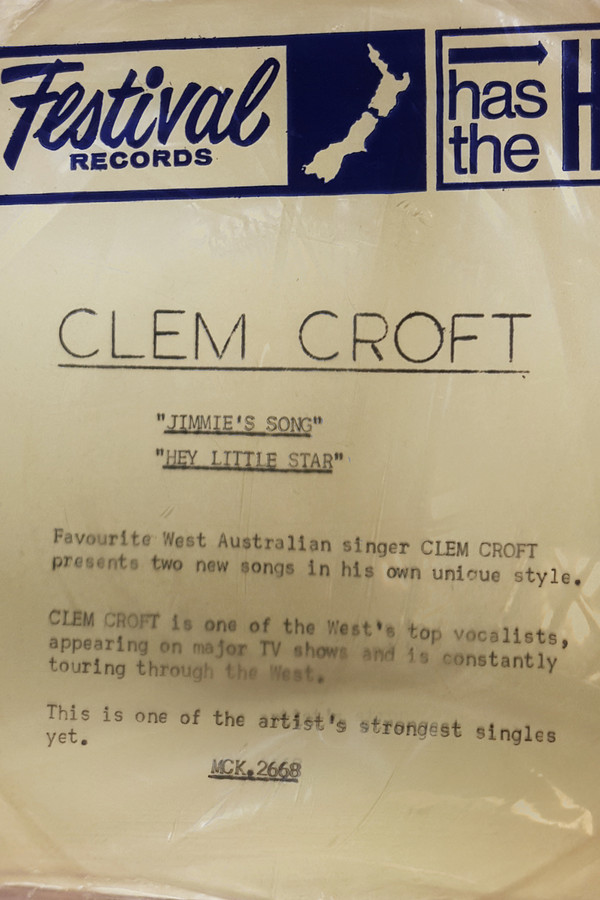 Festival
RECORDS
has
the H
CLEM CROFT
"JIMMIE'S SONG"
"HEY LITTLE STAR"
Favourite West Australian singer CLEM CROFT
presents two new songs in his own unique style.
CLEM CROFT is one of the West's top vocalists,
appearing on major TV shows and is constantly
touring through the West.
This is one of the artist's strongest singles
yet.
MCK.2668